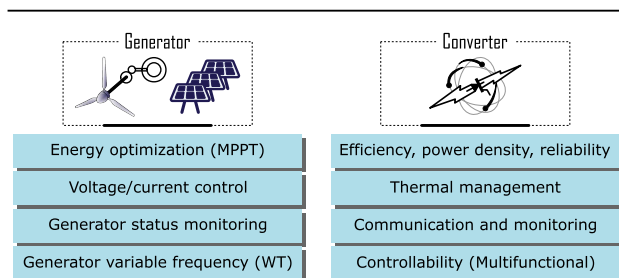 Generator
Energy optimization (MPPT)
Voltage/current control
Generator status monitoring
Generator variable frequency (WT)
Converter
Efficiency, power density, reliability
Thermal management
Communication and monitoring
Controllability (Multifunctional)